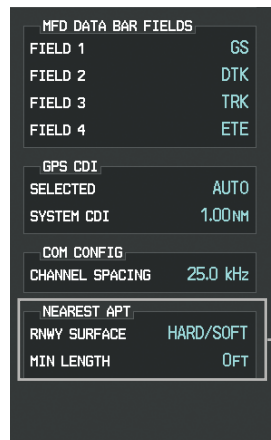 MFD DATA BAR FIELDS
FIELD 1 GS
FIELD 2 DTK
FIELD 3 TRK
FIELD 4 ETE
GPS CDI
SELECTED AUTO
SYSTEM CDI 1.00NM
COM CONFIG
CHANNEL SPACING 25.0 kHz
NEAREST APT
RNWY SURFACE HARD/SOFT
MIN LENGTH 0FT